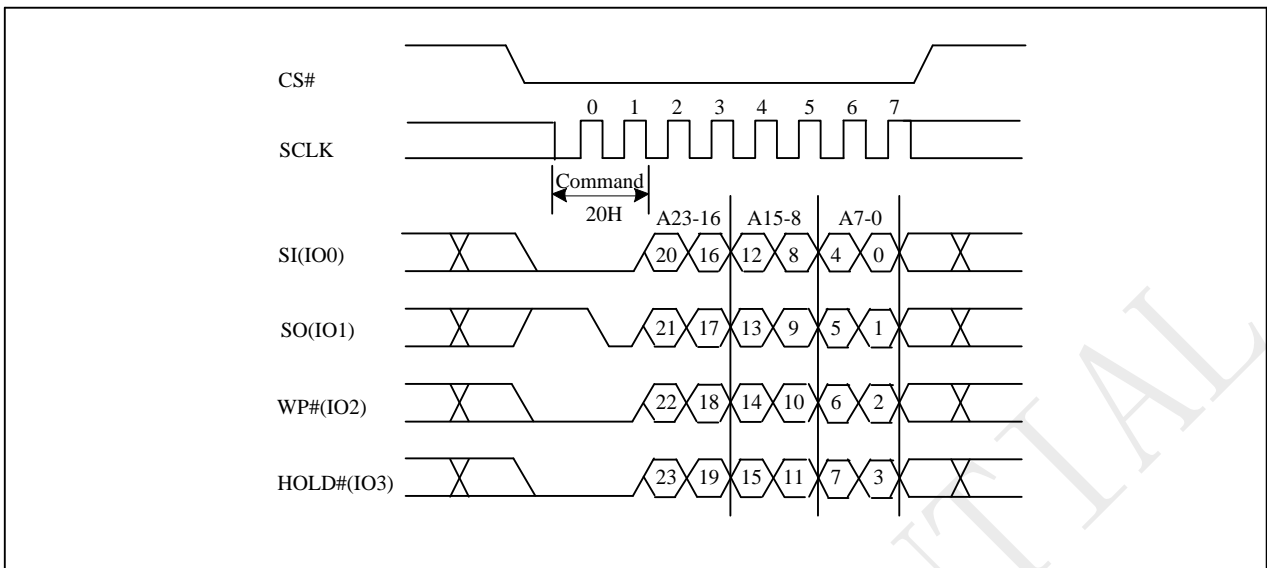 CS#
0 1 2 3 4 5 6 7
SCLK
Command
20H
A23-16 A15-8 A7-0
SI(IO0) 20 16 12 8 4 0
SO(IO1) 21 17 13 9 5 1
WP#(IO2) 22 18 14 10 6 2
HOLD#(IO3) 23 19 15 11 7 3
NTIAL